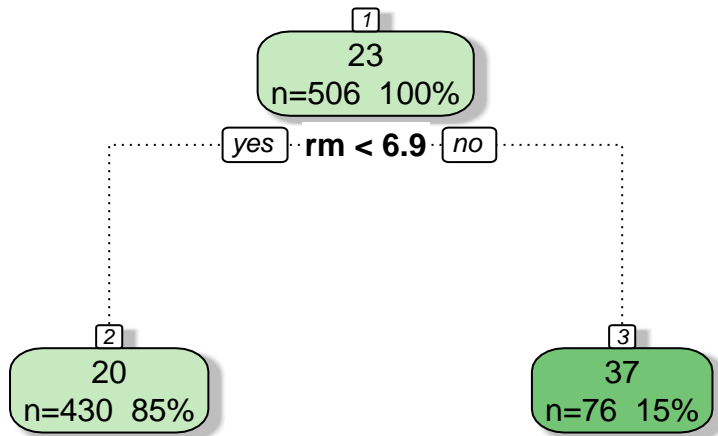 1
23
n=506 100%
yes rm < 6.9 no
2
20
n=430 85%
3
37
n=76 15%